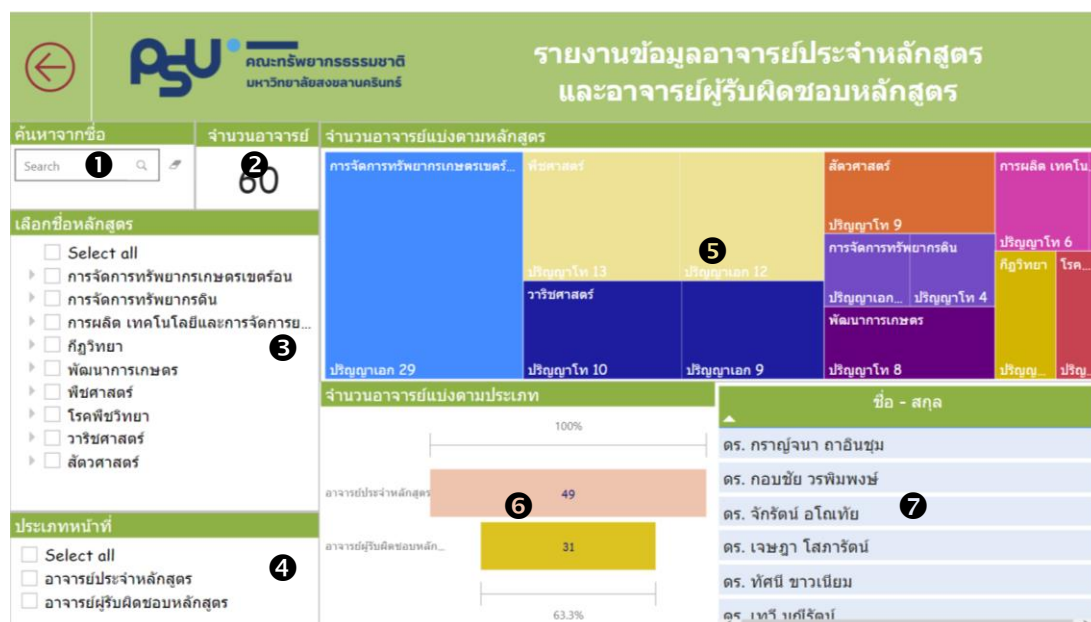 PSU
คณะทรัพยากรธรรมชาติ
มหาวิทยาลัยสงขลานครินทร์
รายงานข้อมูลอาจารย์ประจำหลักสูตร
และอาจารย์ผู้รับผิดชอบหลักสูตร
ค้นหาจากชื่อ
Search
❶
จำนวนอาจารย์
❷
60
เลือกชื่อหลักสูตร
Select all
การจัดการทรัพยากรเกษตรเขตร้อน
การจัดการทรัพยากรดิน
การผลิต เทคโนโลยีและการจัดการย...
กีฏวิทยา
❸
พัฒนาการเกษตร
พืชศาสตร์
โรคพืชวิทยา
วาริชศาสตร์
สัตวศาสตร์
ประเภทหน้าที่
Select all
❹
อาจารย์ประจำหลักสูตร
อาจารย์ผู้รับผิดชอบหลักสูตร
จำนวนอาจารย์แบ่งตามหลักสูตร
การจัดการทรัพยากรเกษตรเขตร์...
ปริญญาเอก 29
พืชศาสตร์
❺
ปริญญาโท 13
ปริญญาเอก 12
วาริชศาสตร์
ปริญญาโท 10
ปริญญาเอก 9
สัตวศาสตร์
ปริญญาโท 9
การจัดการทรัพยากรดิน
ปริญญาเอก...
ปริญญาโท 4
พัฒนาการเกษตร
ปริญญาโท 8
การผลิต เทคโน...
ปริญญาโท 6
กีฏวิทยา
ปริญญ...
โรค...
ปริญ...
จำนวนอาจารย์แบ่งตามประเภท
100%
อาจารย์ประจำหลักสูตร
49
❻
อาจารย์ผู้รับผิดชอบหลัก...
31
63.3%
ชื่อ - สกุล
ดร. กราญ์จนา ถาอินชุม
ดร. กอบชัย วรพิมพงษ์
ดร. จักรัตน์ อโณทัย
❼
ดร. เจษฎา โสภารัตน์
ดร. ทัศนี ขาวเนียม
ดร. เทวี มณีรัตน์